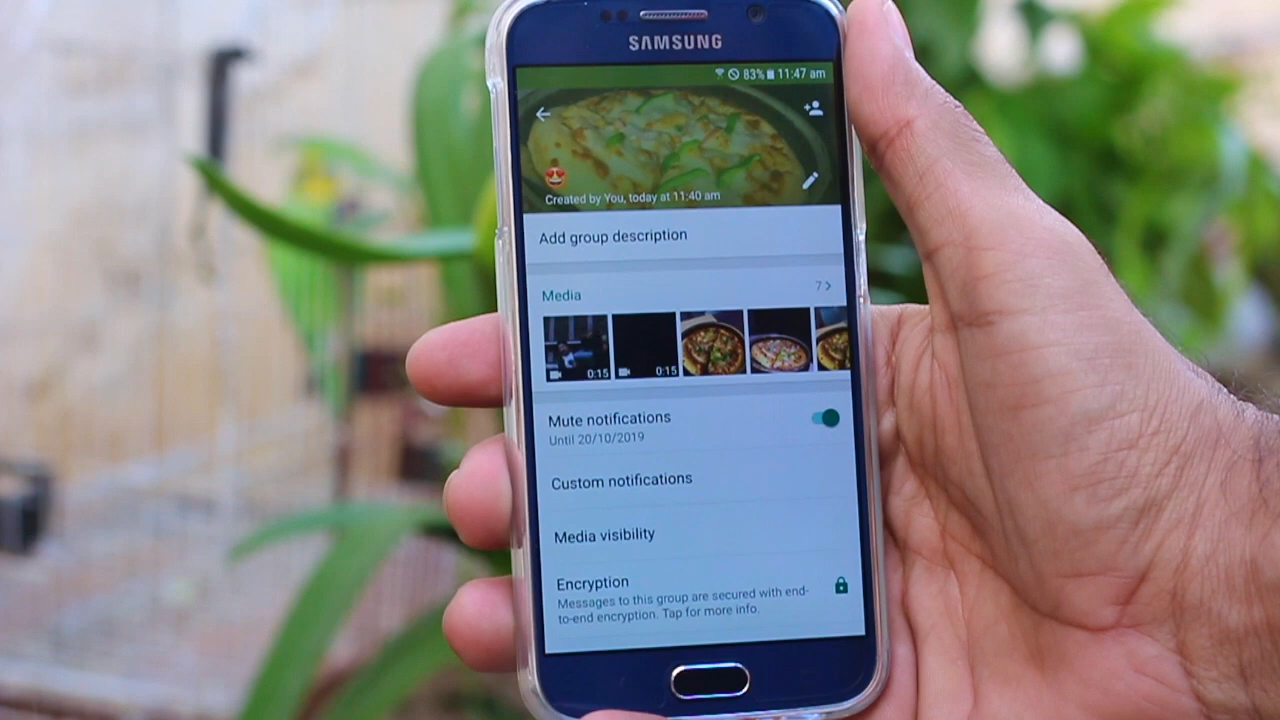 SAMSUNG
83% 11:47 am
😍
Created by You, today at 11:40 am
Add group description
Media 7
0:15 0:15
Mute notifications
Until 20/10/2019
Custom notifications
Media visibility
Encryption
Messages to this group are secured with end-
to-end encryption. Tap for more info.